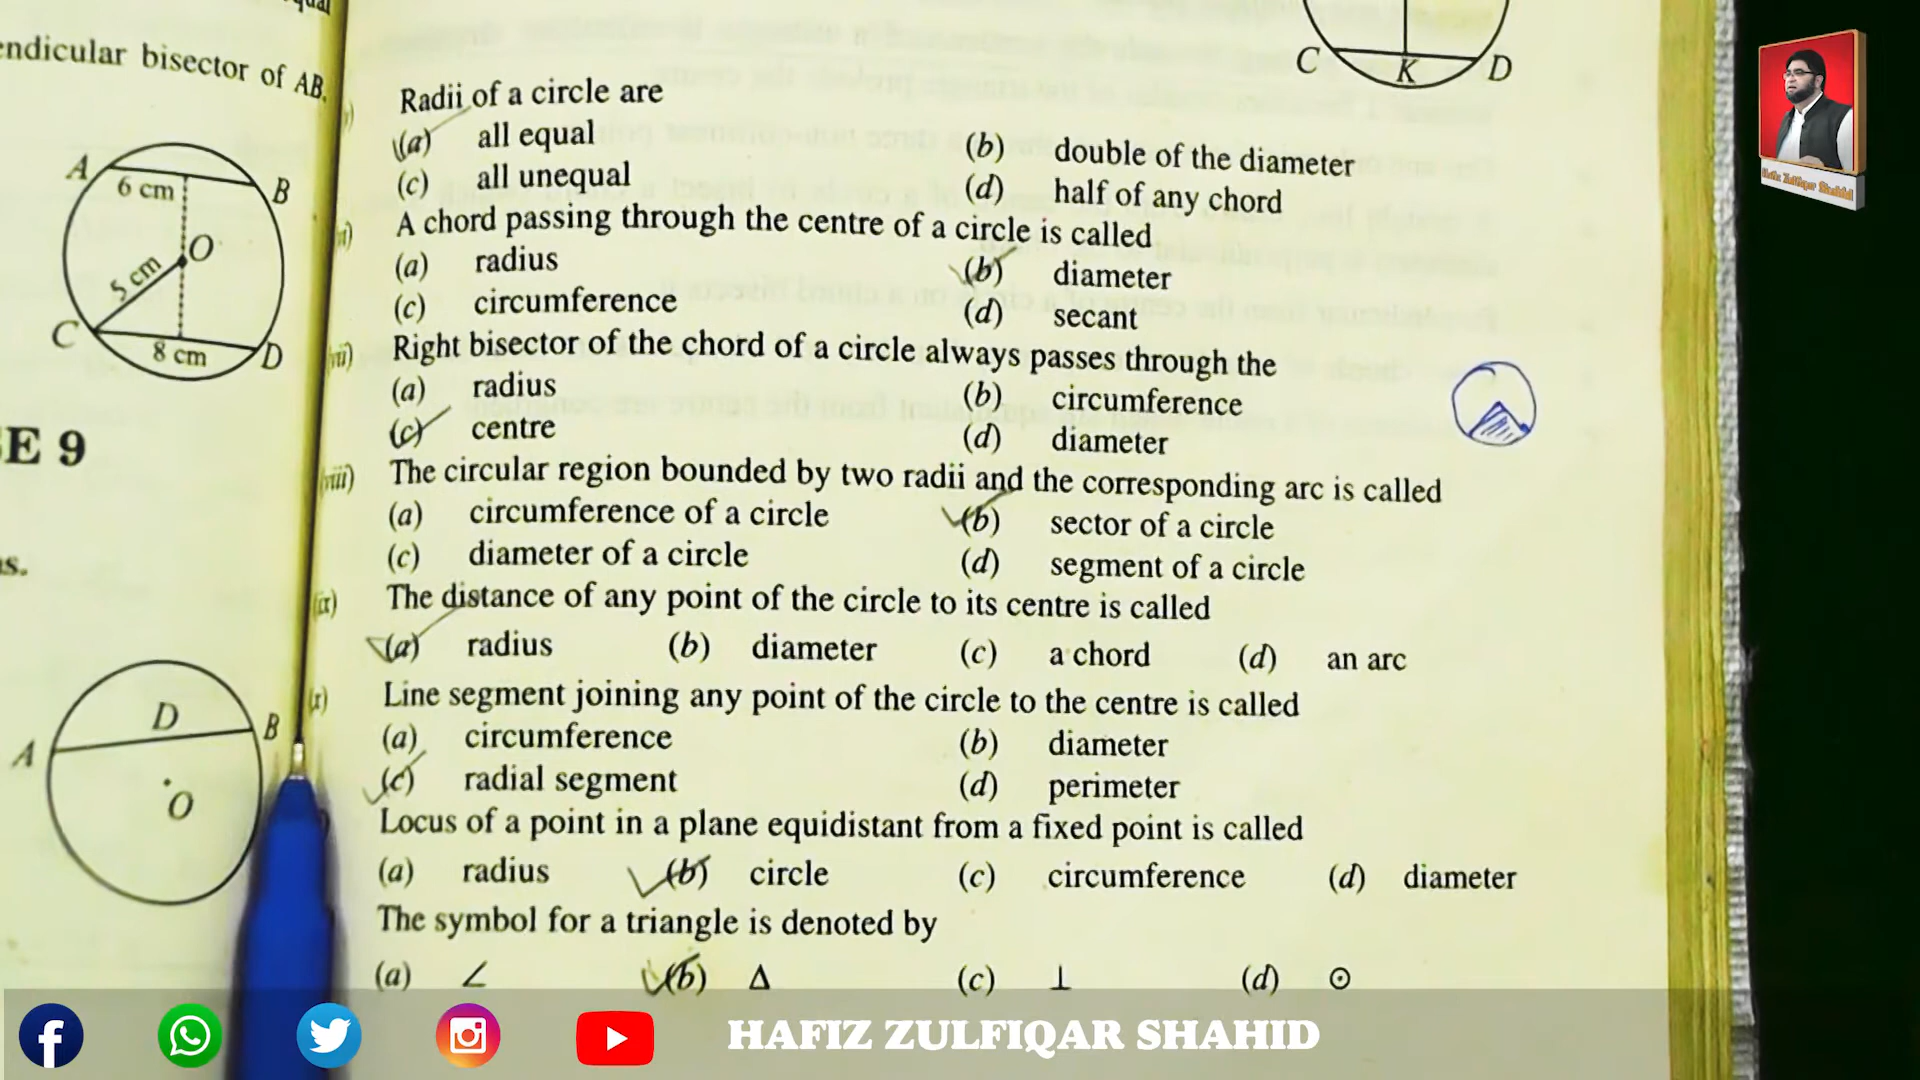 endicular bisector of AB.
A
6 cm
B
O
5 cm
C
8 cm
D
E 9
s.
D
B
A
O
C
K
D
Radii of a circle are
(a) all equal
(b) double of the diameter
(c) all unequal
(d) half of any chord
A chord passing through the centre of a circle is called
(a) radius
(b) diameter
(c) circumference
(d) secant
(vii) Right bisector of the chord of a circle always passes through the
(a) radius
(b) circumference
(c) centre
(d) diameter
(viii) The circular region bounded by two radii and the corresponding arc is called
(a) circumference of a circle
(b) sector of a circle
(c) diameter of a circle
(d) segment of a circle
(ix) The distance of any point of the circle to its centre is called
(a) radius (b) diameter (c) a chord (d) an arc
(x) Line segment joining any point of the circle to the centre is called
(a) circumference
(b) diameter
(c) radial segment
(d) perimeter
Locus of a point in a plane equidistant from a fixed point is called
(a) radius (b) circle (c) circumference (d) diameter
The symbol for a triangle is denoted by
(a) ∠ (b) Δ (c) ⊥ (d) ⊙
Hafiz Zulfiqar Shahid
HAFIZ ZULFIQAR SHAHID